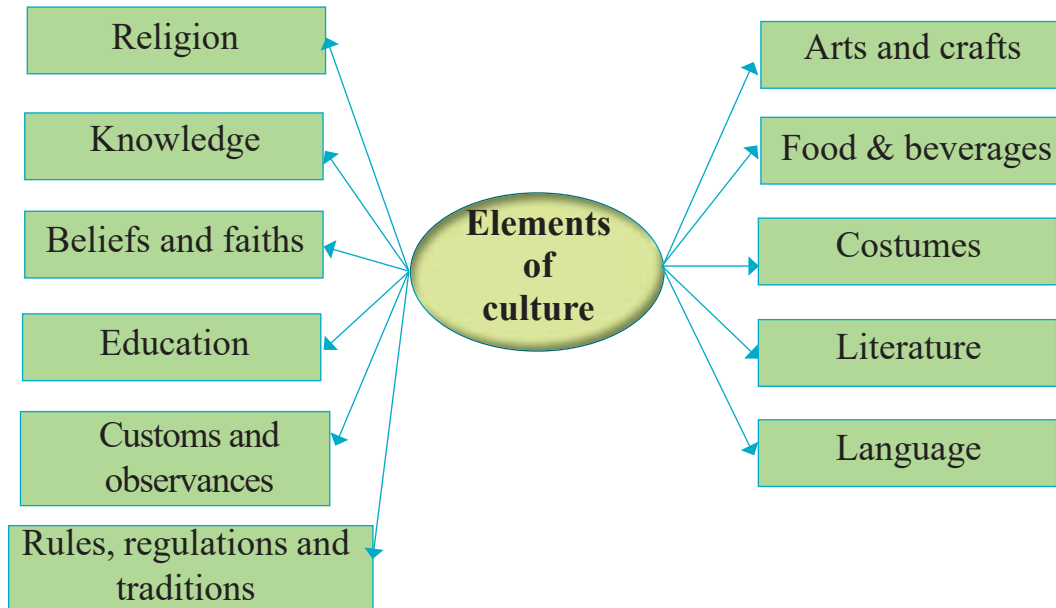 Religion
Knowledge
Beliefs and faiths
Education
Customs and
observances
Rules, regulations and
traditions
Elements
of
culture
Arts and crafts
Food & beverages
Costumes
Literature
Language